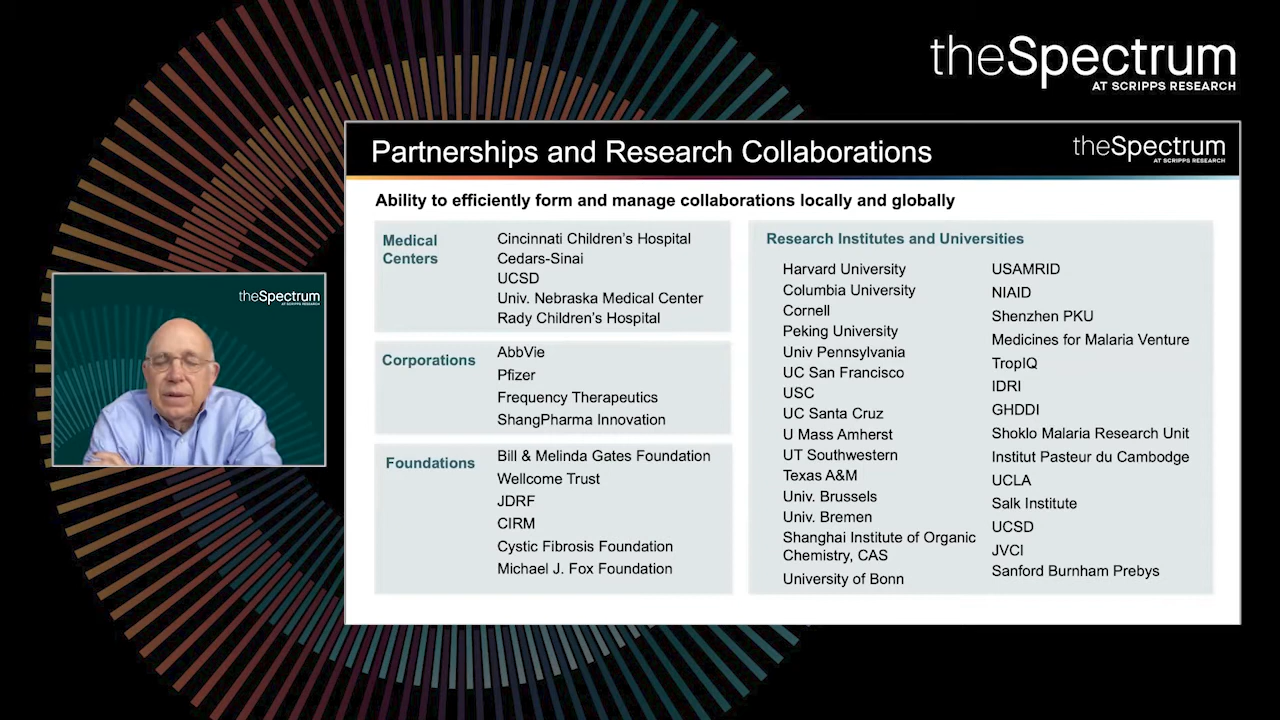 theSpectrum
AT SCRIPPS RESEARCH
Partnerships and Research Collaborations
theSpectrum
AT SCRIPPS RESEARCH
Ability to efficiently form and manage collaborations locally and globally
Medical
Centers
Cincinnati Children's Hospital
Cedars-Sinai
UCSD
Univ. Nebraska Medical Center
Rady Children's Hospital
Corporations
AbbVie
Pfizer
Frequency Therapeutics
ShangPharma Innovation
Foundations
Bill & Melinda Gates Foundation
Wellcome Trust
JDRF
CIRM
Cystic Fibrosis Foundation
Michael J. Fox Foundation
Research Institutes and Universities
Harvard University
Columbia University
Cornell
Peking University
Univ Pennsylvania
UC San Francisco
USC
UC Santa Cruz
U Mass Amherst
UT Southwestern
Texas A&M
Univ. Brussels
Univ. Bremen
Shanghai Institute of Organic
Chemistry, CAS
University of Bonn
USAMRID
NIAID
Shenzhen PKU
Medicines for Malaria Venture
TropIQ
IDRI
GHDDI
Shoklo Malaria Research Unit
Institut Pasteur du Cambodge
UCLA
Salk Institute
UCSD
JVCI
Sanford Burnham Prebys
theSpectrum
AT SCRIPPS RESEARCH